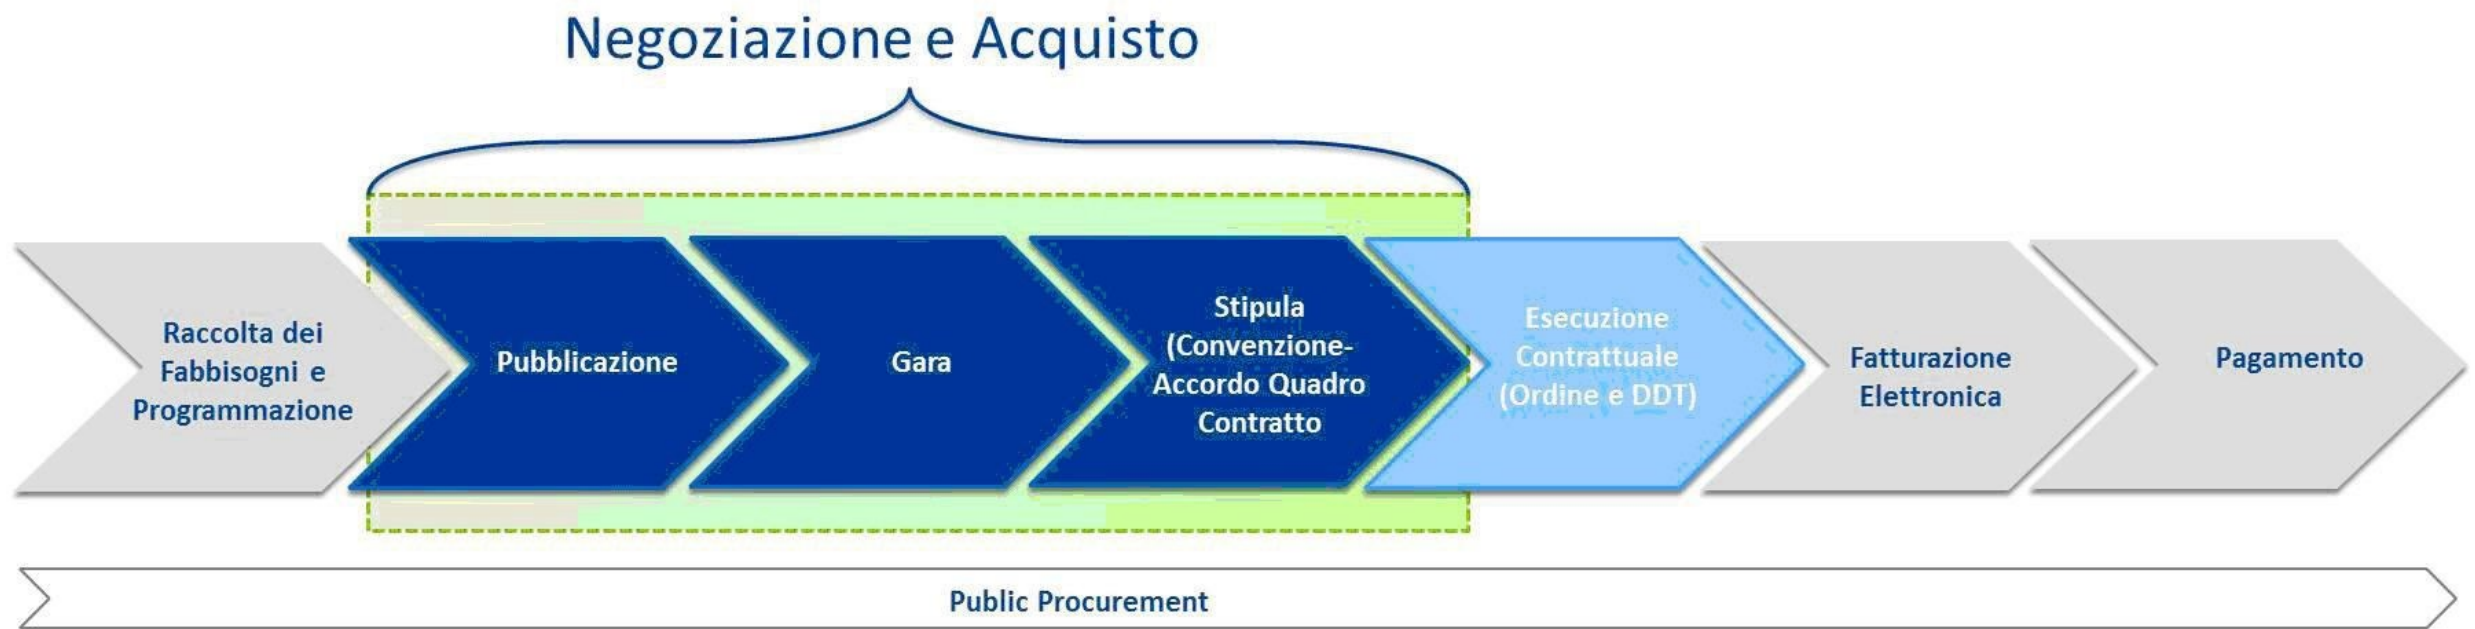 Negoziazione e Acquisto
Raccolta dei
Fabbisogni e
Programmazione
Pubblicazione
Gara
Stipula
(Convenzione-
Accordo Quadro
Contratto
Esecuzione
Contrattuale
(Ordine e DDT)
Fatturazione
Elettronica
Pagamento
Public Procurement